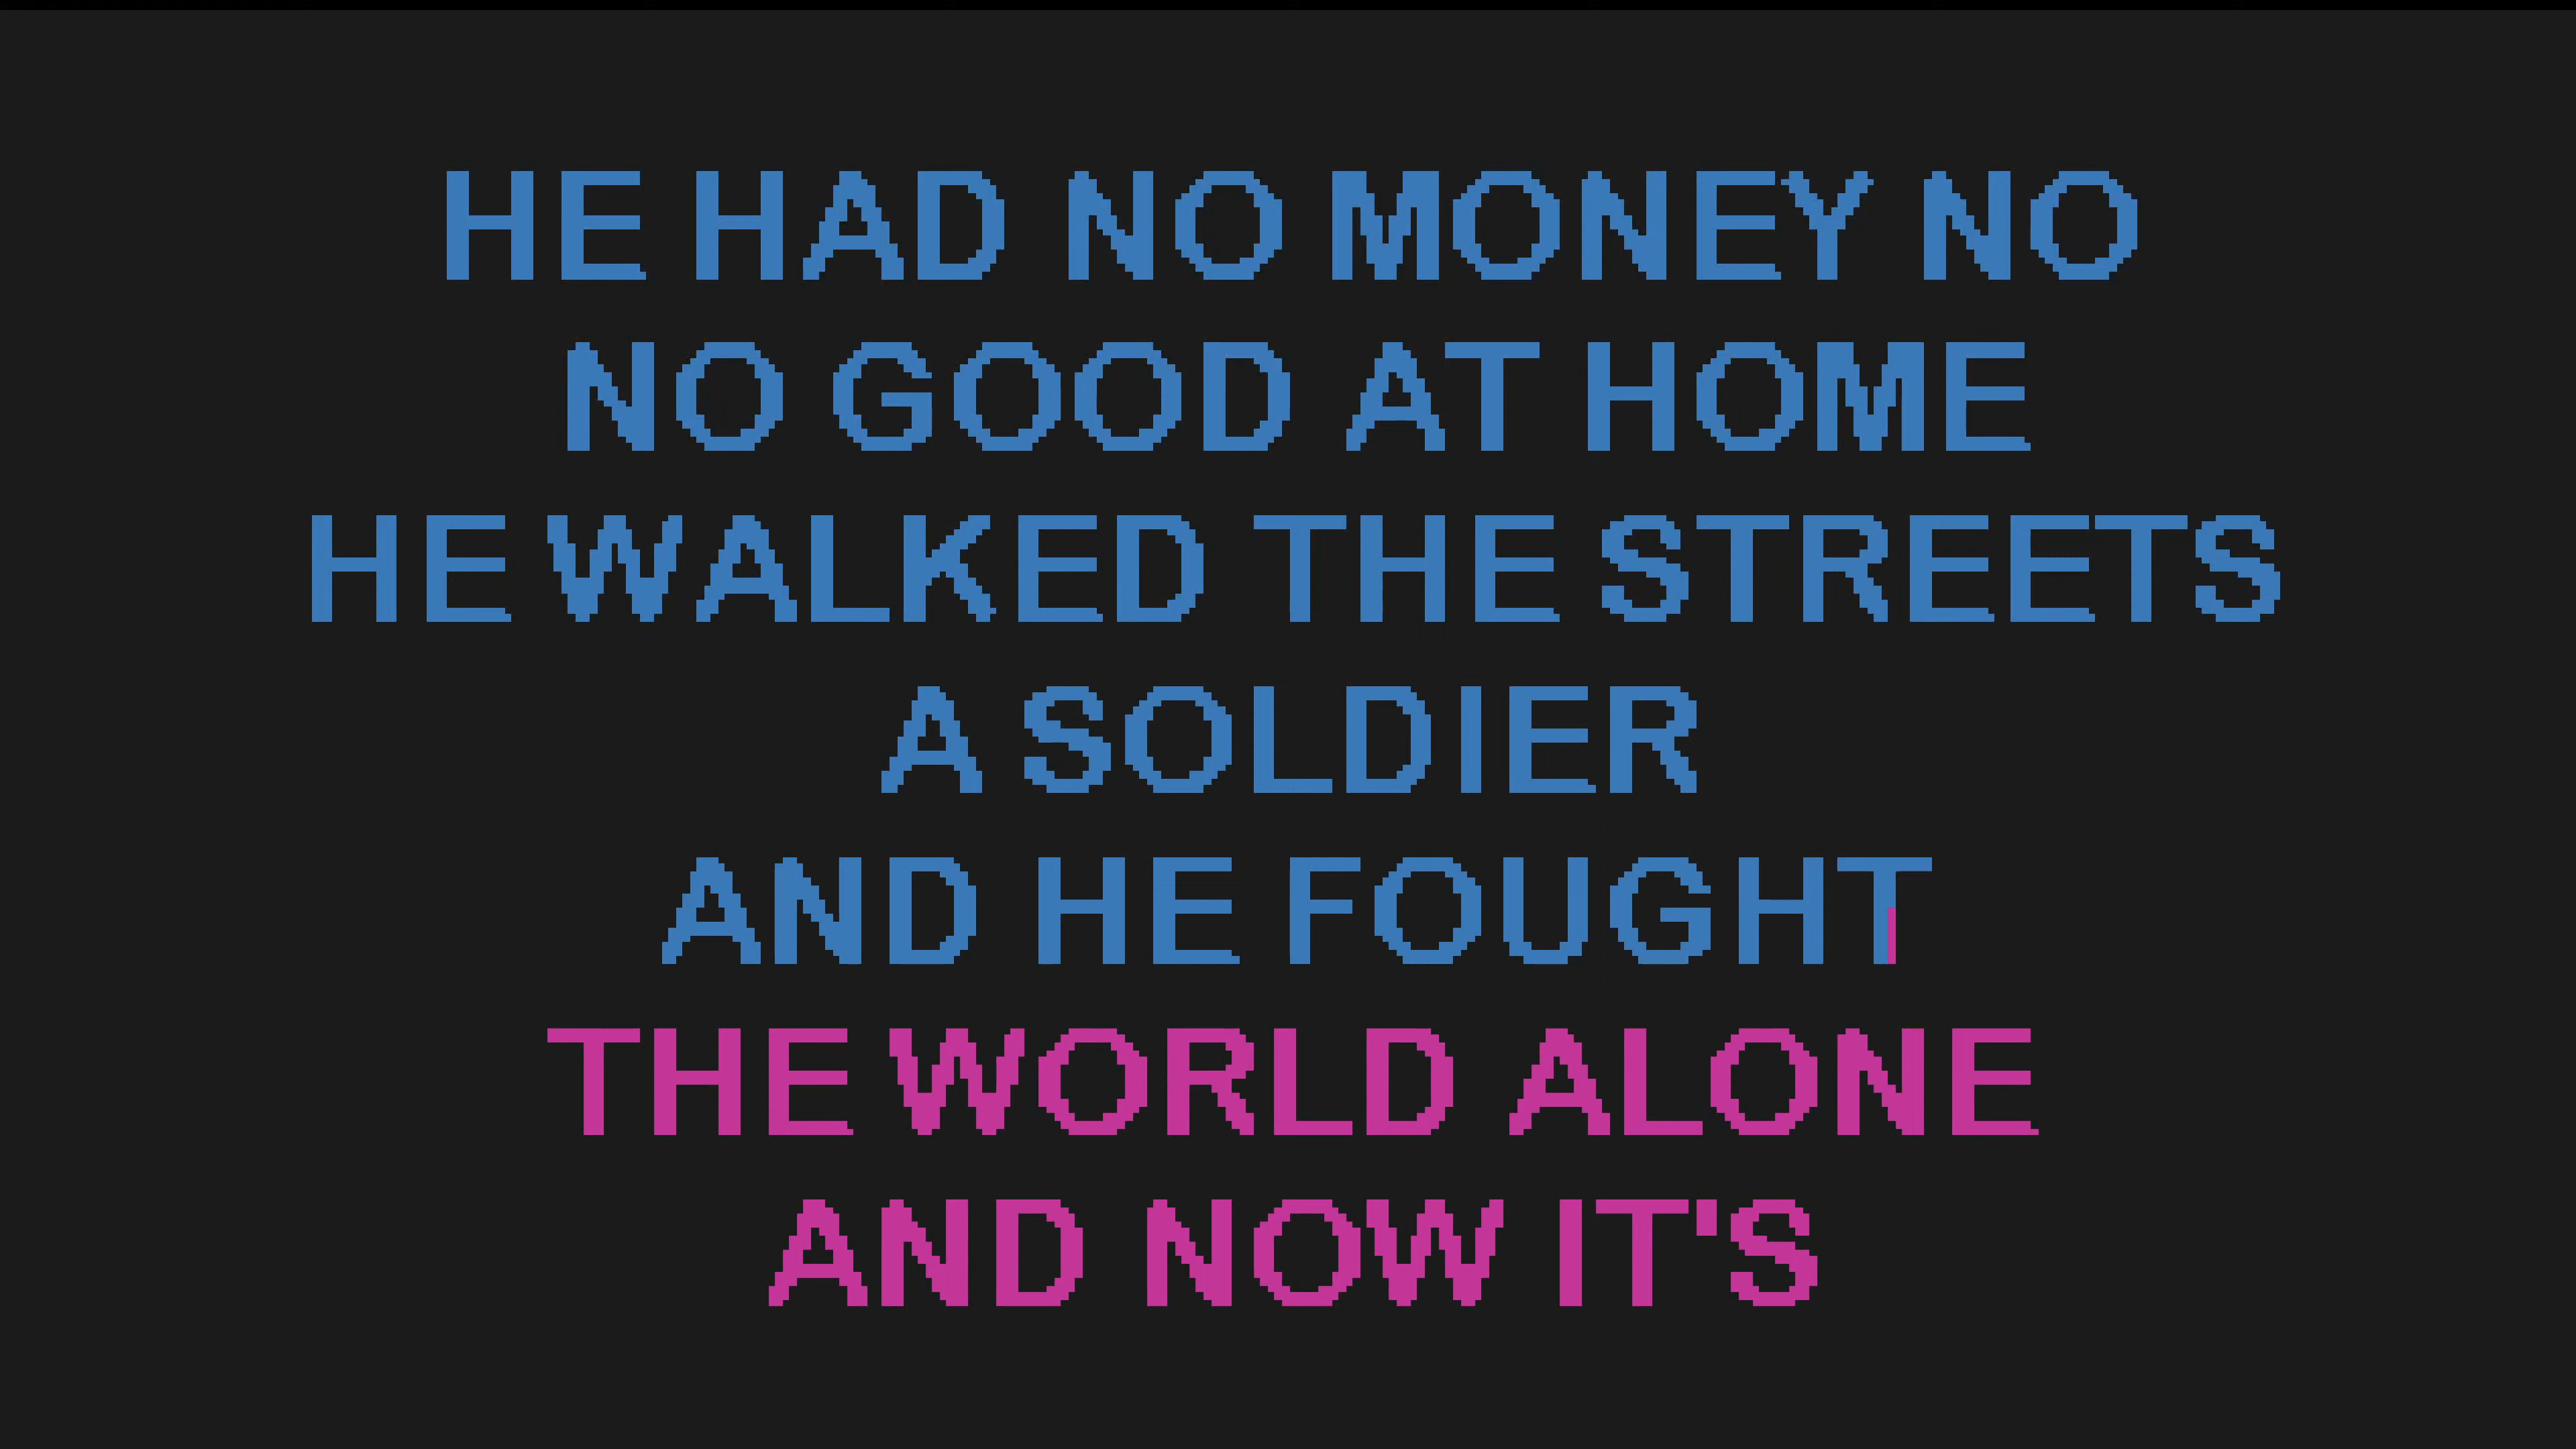 HE HAD NO MONEY NO
NO GOOD AT HOME
HE WALKED THE STREETS
A SOLDIER
AND HE FOUGHT
THE WORLD ALONE
AND NOW IT'S